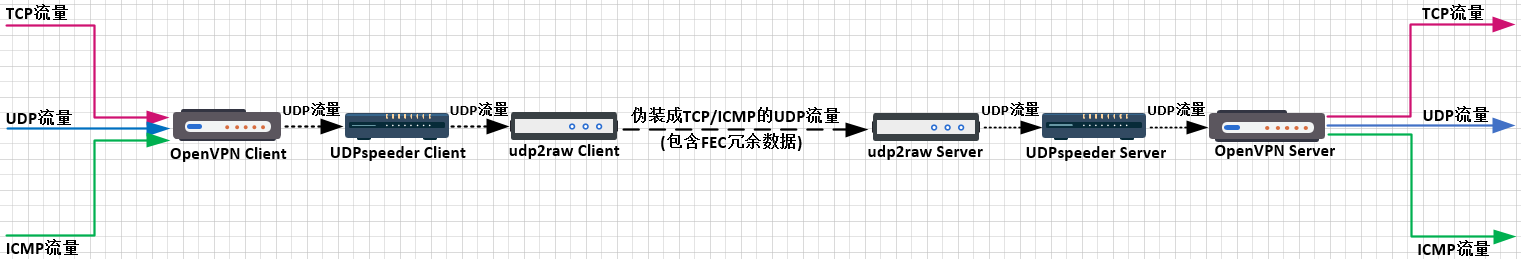 TCP流量
UDP流量
ICMP流量
OpenVPN Client
UDP流量
UDPspeeder Client
UDP流量
udp2raw Client
伪装成TCP/ICMP的UDP流量
(包含FEC冗余数据)
udp2raw Server
UDP流量
UDPspeeder Server
UDP流量
OpenVPN Server
TCP流量
UDP流量
ICMP流量